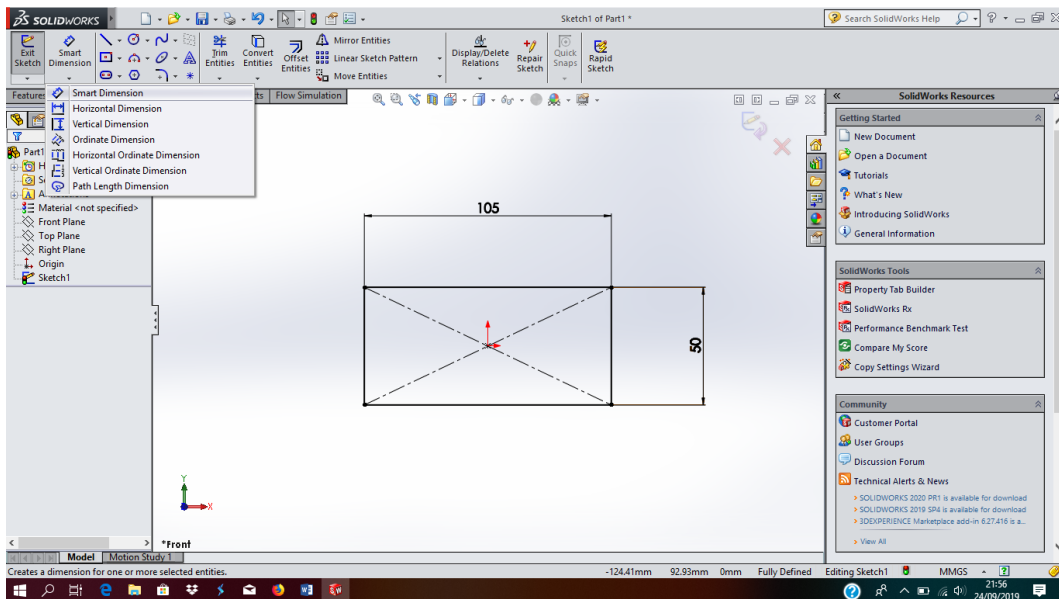 SOLIDWORKS
Sketch1 of Part1 *
Search SolidWorks Help
Exit Sketch
Smart Dimension
Trim Entities
Convert Entities
Offset Entities
Mirror Entities
Linear Sketch Pattern
Move Entities
Display/Delete Relations
Repair Sketch
Quick Snaps
Rapid Sketch
Flow Simulation
Smart Dimension
Horizontal Dimension
Vertical Dimension
Ordinate Dimension
Horizontal Ordinate Dimension
Vertical Ordinate Dimension
Path Length Dimension
Part1
Material <not specified>
Front Plane
Top Plane
Right Plane
Origin
Sketch1
105
50
Y
X
*Front
SolidWorks Resources
Getting Started
New Document
Open a Document
Tutorials
What's New
Introducing SolidWorks
General Information
SolidWorks Tools
Property Tab Builder
SolidWorks Rx
Performance Benchmark Test
Compare My Score
Copy Settings Wizard
Community
Customer Portal
User Groups
Discussion Forum
Technical Alerts & News
SOLIDWORKS 2020 PR1 is available for download
SOLIDWORKS 2019 SP4 is available for download
3DEXPERIENCE Marketplace add-in 6.27.416 is a...
View All
Model
Motion Study 1
Creates a dimension for one or more selected entities.
-124.41mm 92.93mm 0mm Fully Defined Editing Sketch1 MMGS
21:56
24/09/2019